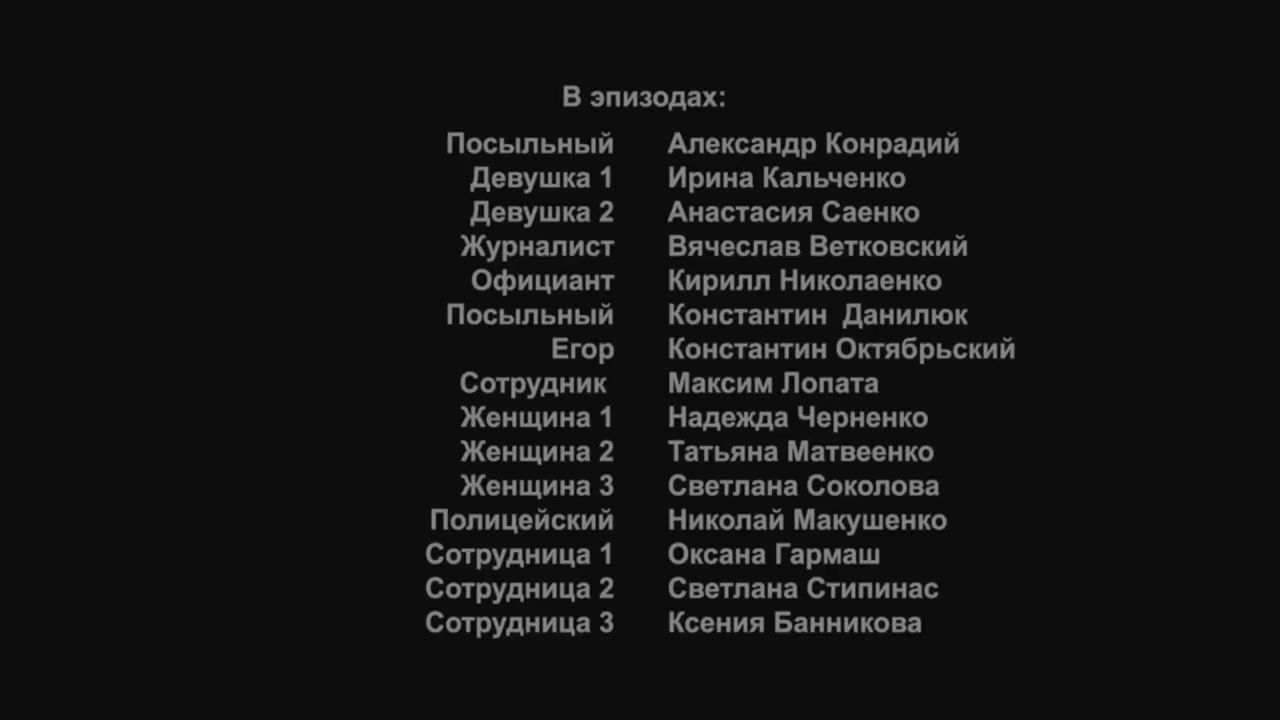 В эпизодах:
Посыльный Александр Конрадий
Девушка 1 Ирина Кальченко
Девушка 2 Анастасия Саенко
Журналист Вячеслав Ветковский
Официант Кирилл Николаенко
Посыльный Константин Данилюк
Егор Константин Октябрьский
Сотрудник Максим Лопата
Женщина 1 Надежда Черненко
Женщина 2 Татьяна Матвеенко
Женщина 3 Светлана Соколова
Полицейский Николай Макушенко
Сотрудница 1 Оксана Гармаш
Сотрудница 2 Светлана Стипинас
Сотрудница 3 Ксения Банникова